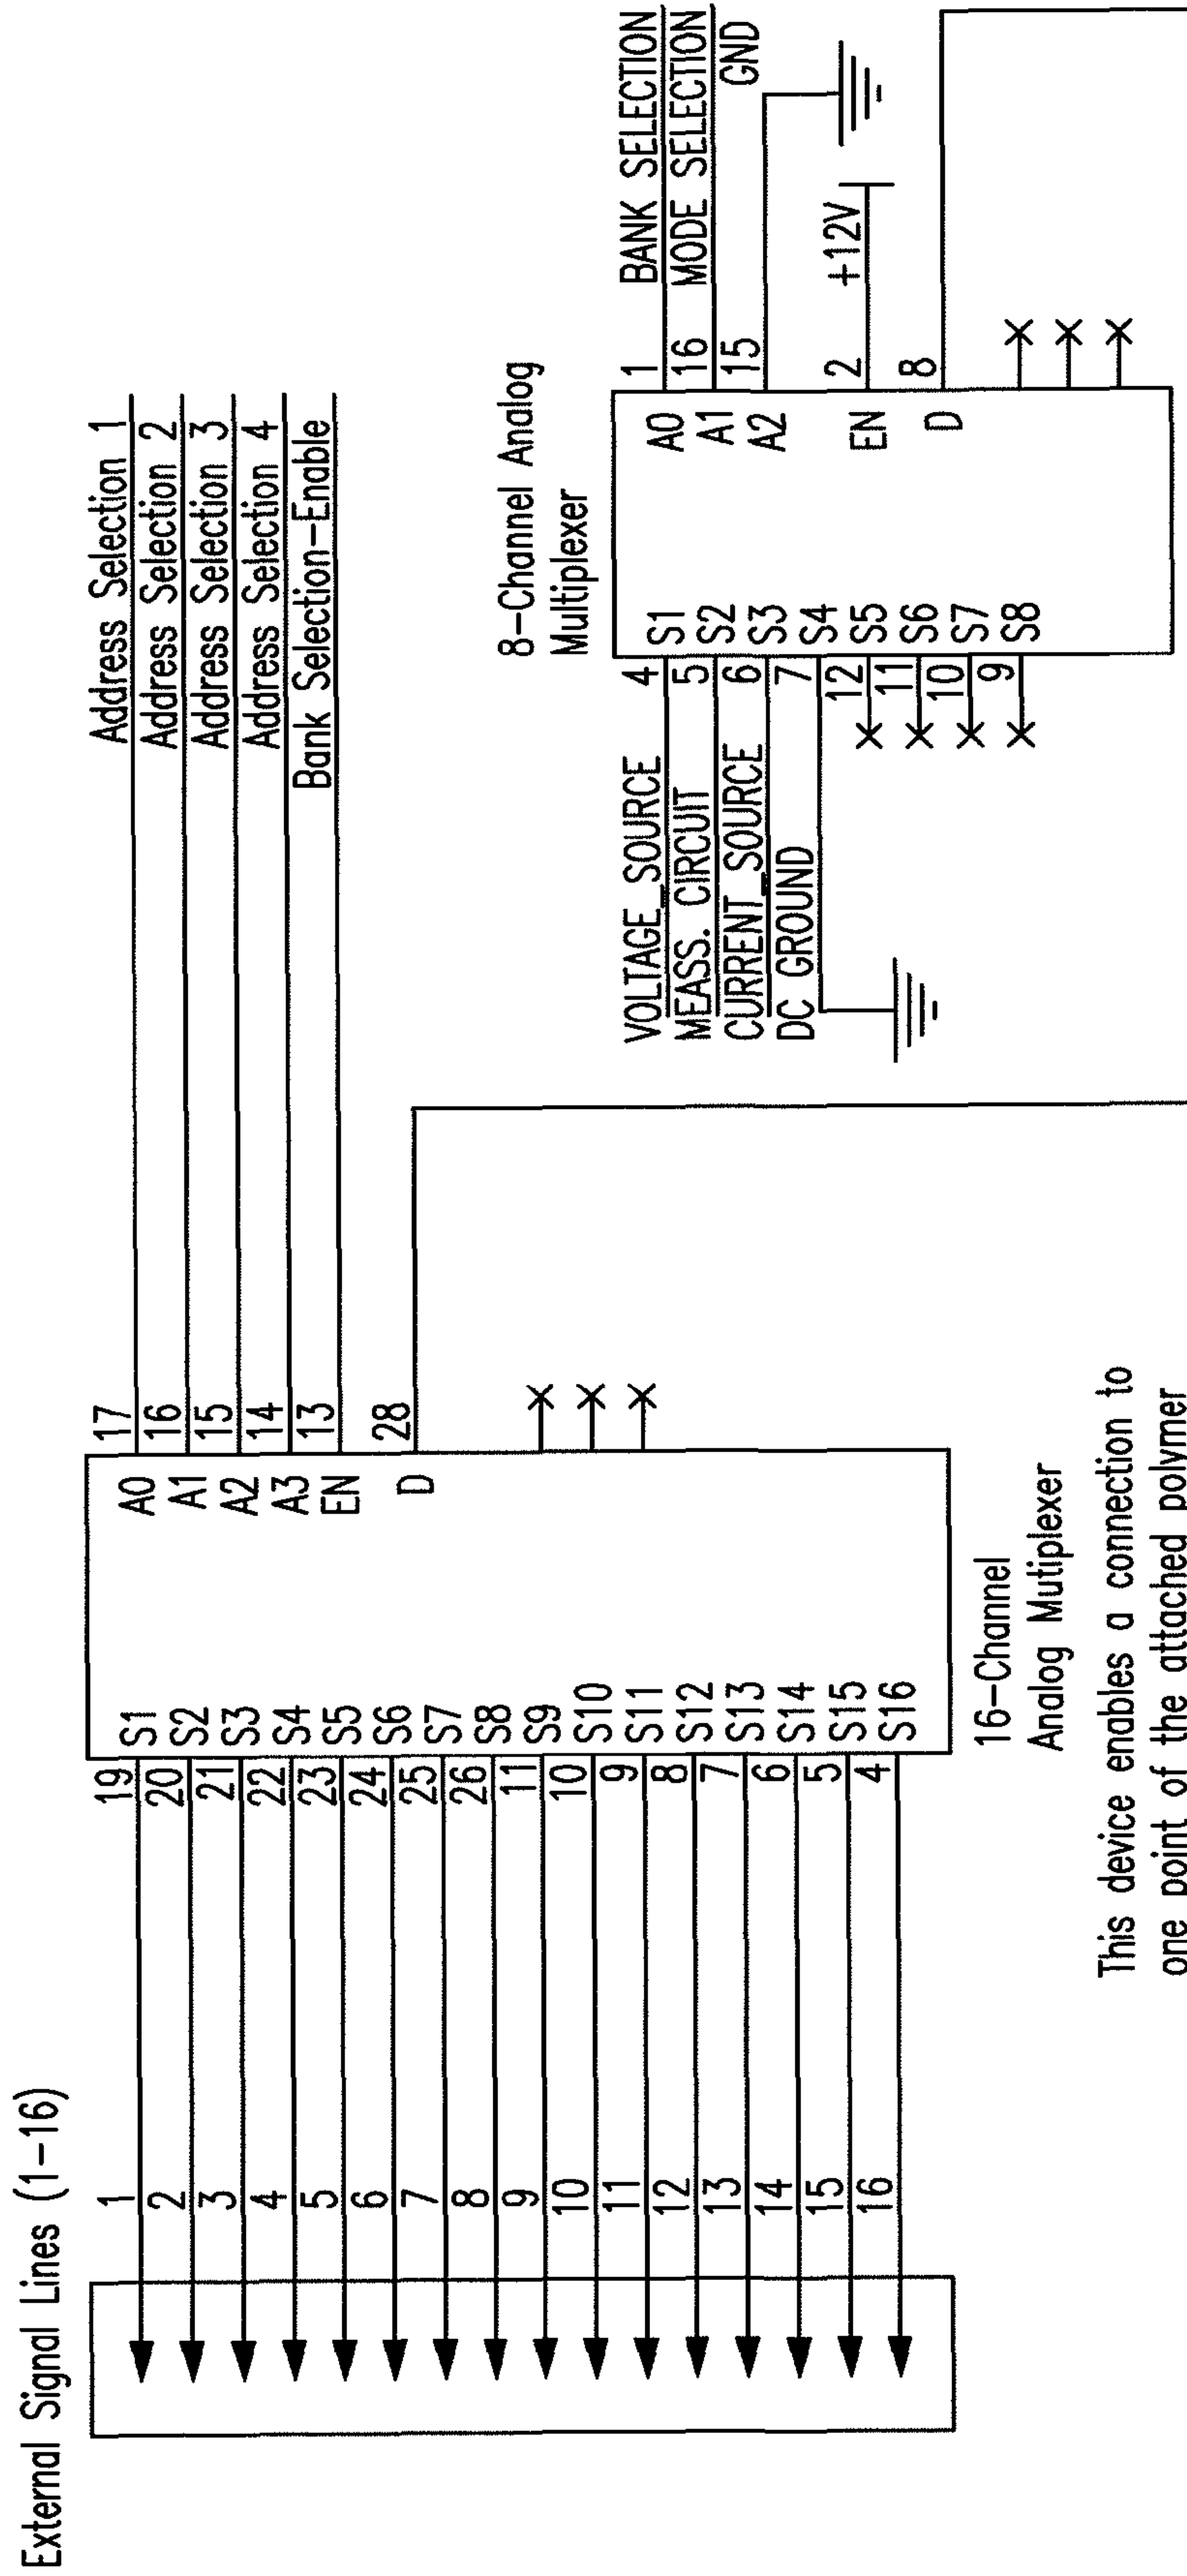 External Signal Lines (1-16)
1
2
3
4
5
6
7
8
9
10
11
12
13
14
15
16
19 S1
20 S2
21 S3
22 S4
23 S5
24 S6
25 S7
26 S8
11 S9
10 S10
9 S11
8 S12
7 S13
6 S14
5 S15
4 S16
A0 17 Address Selection 1
A1 16 Address Selection 2
A2 15 Address Selection 3
A3 14 Address Selection 4
EN 13 Bank Selection-Enable
D 28
16-Channel
Analog Mutiplexer
This device enables a connection to
one point of the attached polymer
8-Channel Analog
Multiplexer
VOLTAGE_SOURCE 4 S1
MEASS. CIRCUIT 5 S2
CURRENT_SOURCE 6 S3
DC GROUND 7 S4
12 S5
11 S6
10 S7
9 S8
A0 1 BANK SELECTION
A1 16 MODE SELECTION
A2 15 GND
EN 2 +12V
D 8